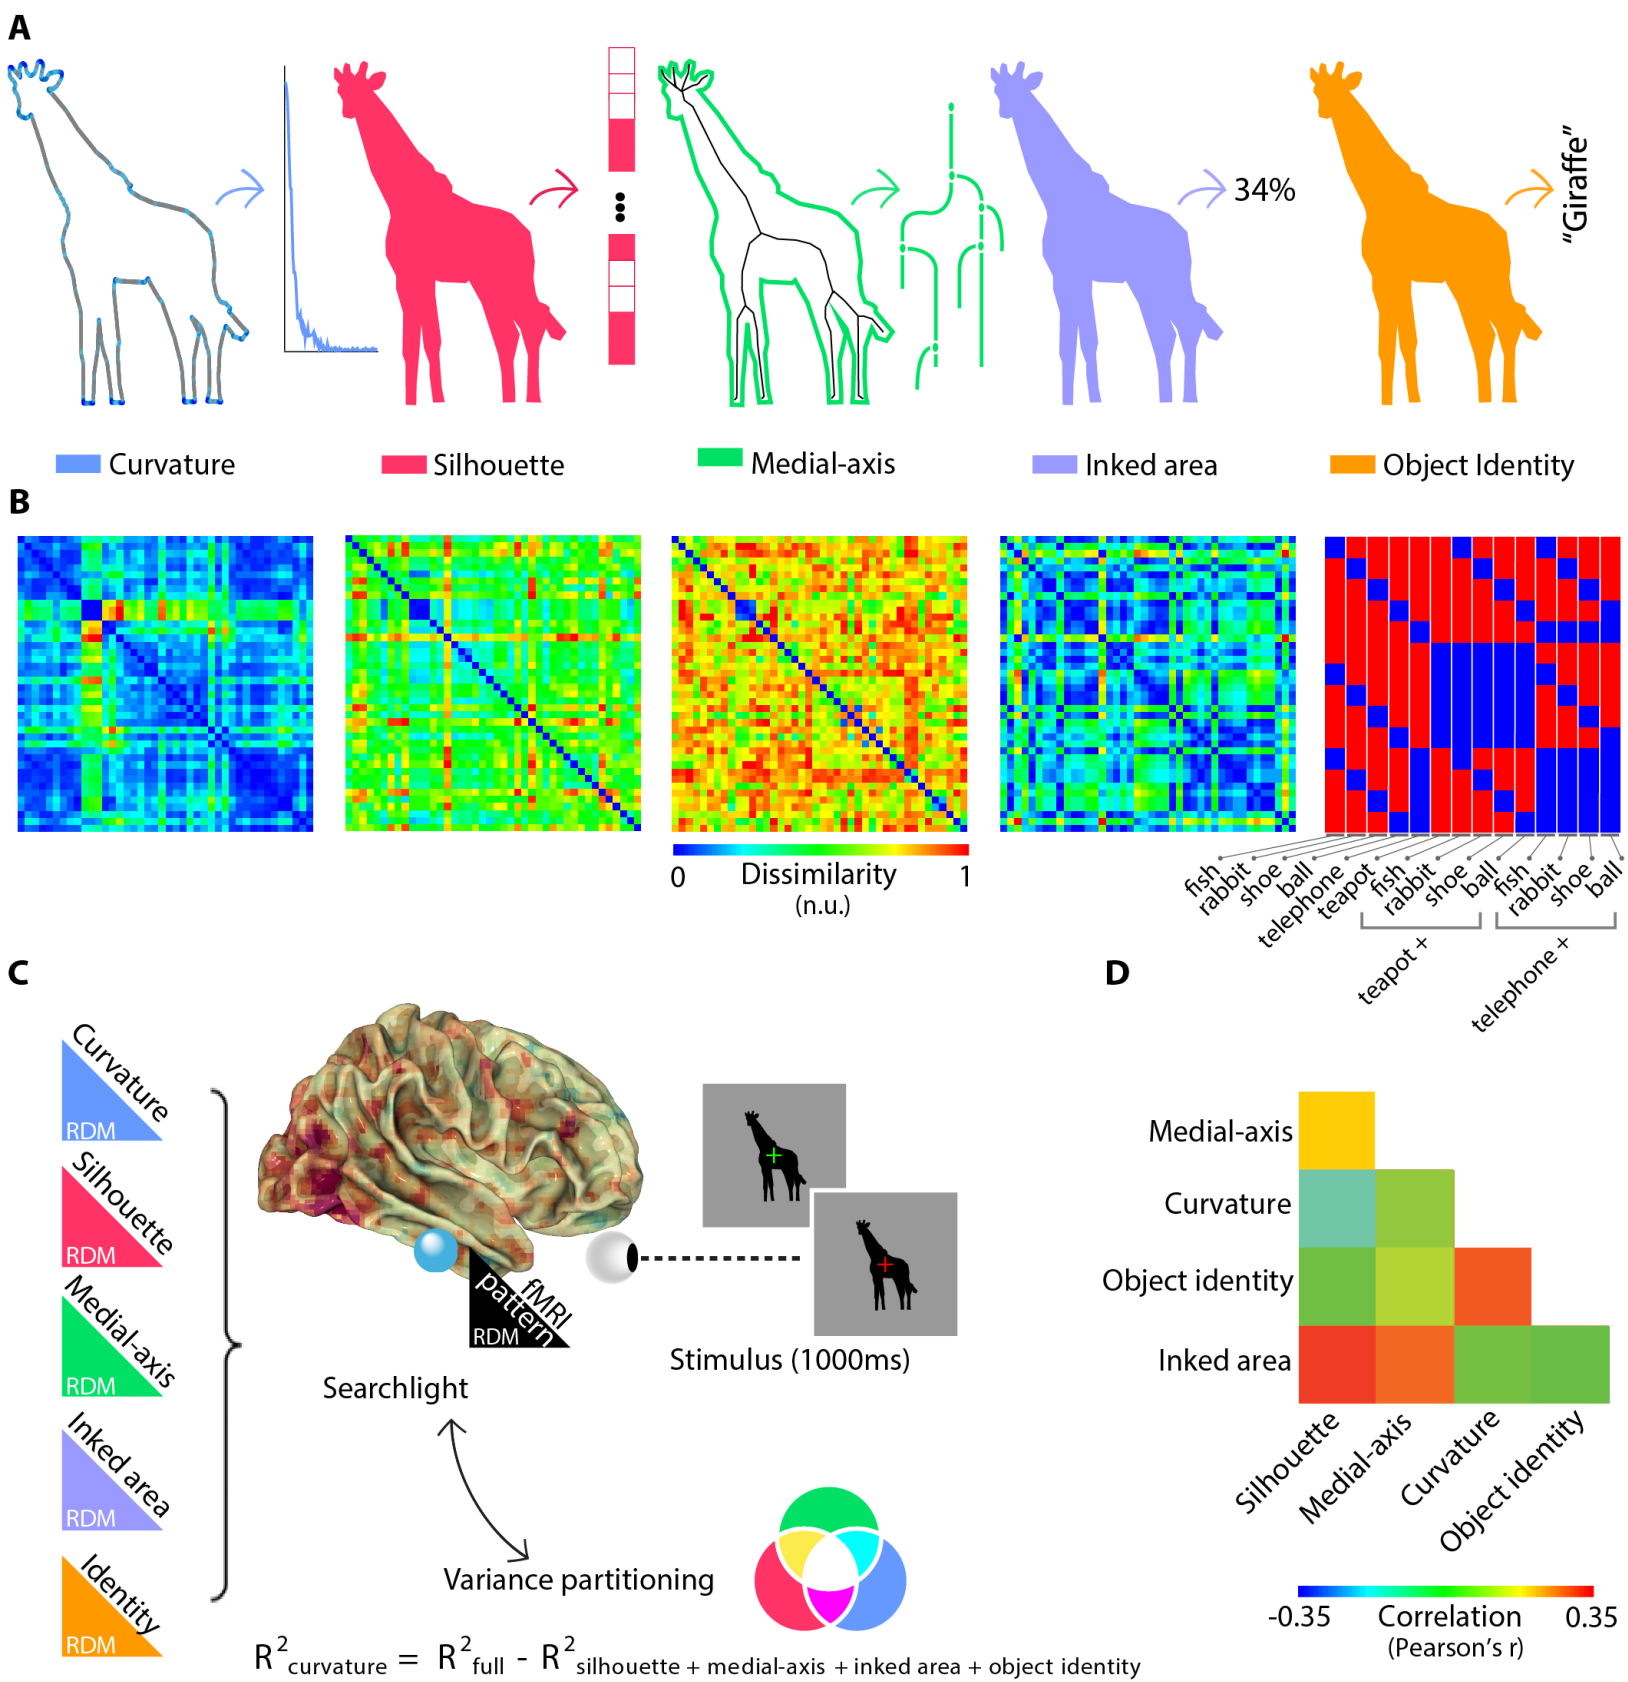 A
34%
“Giraffe”
Curvature
Silhouette
Medial-axis
Inked area
Object Identity
B
0
Dissimilarity
1
(n.u.)
fish
rabbit
shoe
ball
telephone
teapot
fish
rabbit
shoe
ball
fish
rabbit
shoe
ball
teapot +
telephone +
C
Curvature
RDM
Silhouette
RDM
Medial-axis
RDM
Inked area
RDM
Identity
RDM
fMRI
pattern
RDM
Searchlight
Stimulus (1000ms)
Variance partitioning
R²curvature = R²full - R²silhouette + medial-axis + inked area + object identity
D
Medial-axis
Curvature
Object identity
Inked area
Silhouette
Medial-axis
Curvature
Object identity
-0.35
Correlation
0.35
(Pearson’s r)